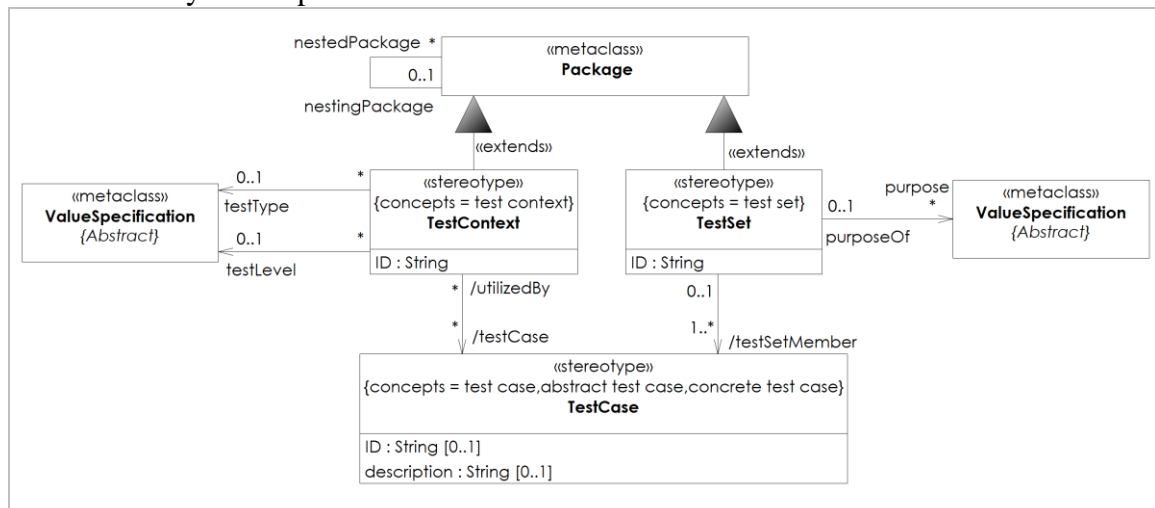 nestedPackage *
«metaclass»
Package
0..1
nestingPackage
«extends»
«extends»
«metaclass»
ValueSpecification
{Abstract}
0..1
*
testType
0..1
*
testLevel
«stereotype»
{concepts = test context}
TestContext
ID : String
«stereotype»
{concepts = test set}
TestSet
ID : String
purpose
0..1
*
purposeOf
«metaclass»
ValueSpecification
{Abstract}
* /utilizedBy
* /testCase
0..1
1..*
/testSetMember
«stereotype»
{concepts = test case,abstract test case,concrete test case}
TestCase
ID : String [0..1]
description : String [0..1]